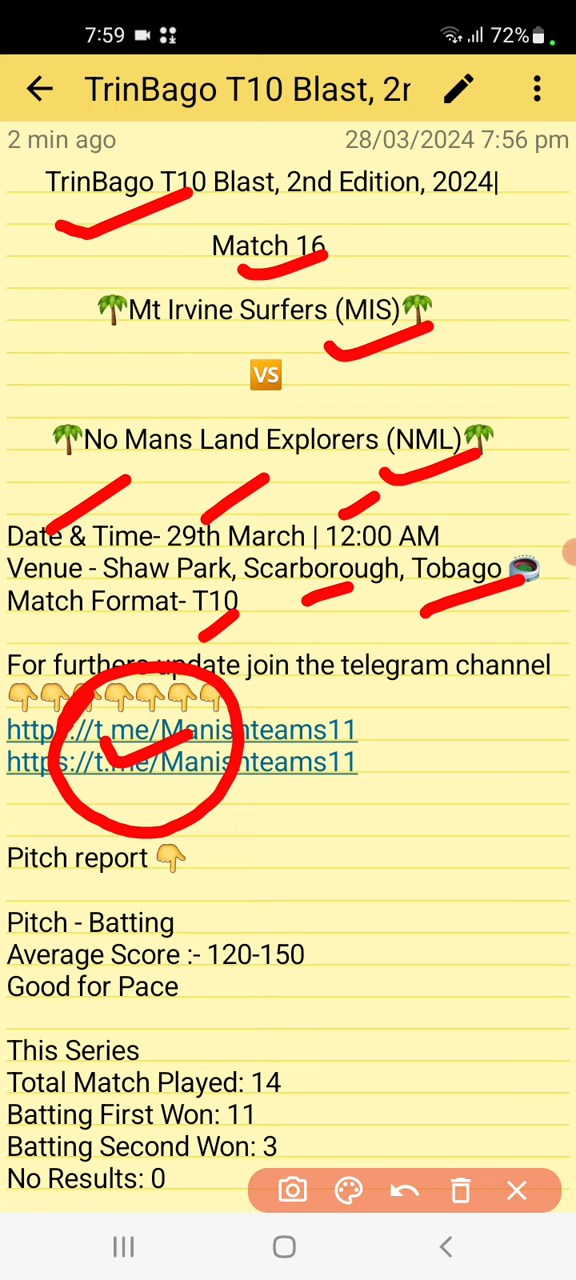 7:59 72%
TrinBago T10 Blast, 2r
2 min ago 28/03/2024 7:56 pm
TrinBago T10 Blast, 2nd Edition, 2024|
Match 16
🌴Mt Irvine Surfers (MIS)🌴
🆚
🌴No Mans Land Explorers (NML)🌴
Date & Time- 29th March | 12:00 AM
Venue - Shaw Park, Scarborough, Tobago 🏟️
Match Format- T10
For furthers update join the telegram channel
👇👇👇👇👇👇👇
https://t.me/Manishteams11
https://t.me/Manishteams11
Pitch report 👇
Pitch - Batting
Average Score :- 120-150
Good for Pace
This Series
Total Match Played: 14
Batting First Won: 11
Batting Second Won: 3
No Results: 0